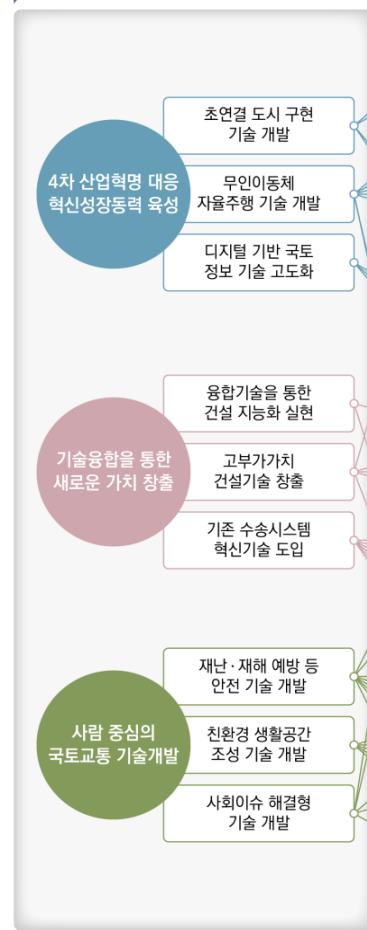 4차 산업혁명 대응
혁신성장동력 육성
초연결 도시 구현
기술 개발
무인이동체
자율주행 기술 개발
디지털 기반 국토
정보 기술 고도화
기술융합을 통한
새로운 가치 창출
융합기술을 통한
건설 지능화 실현
고부가가치
건설기술 창출
기존 수송시스템
혁신기술 도입
사람 중심의
국토교통 기술개발
재난·재해 예방 등
안전 기술 개발
친환경 생활공간
조성 기술 개발
사회이슈 해결형
기술 개발